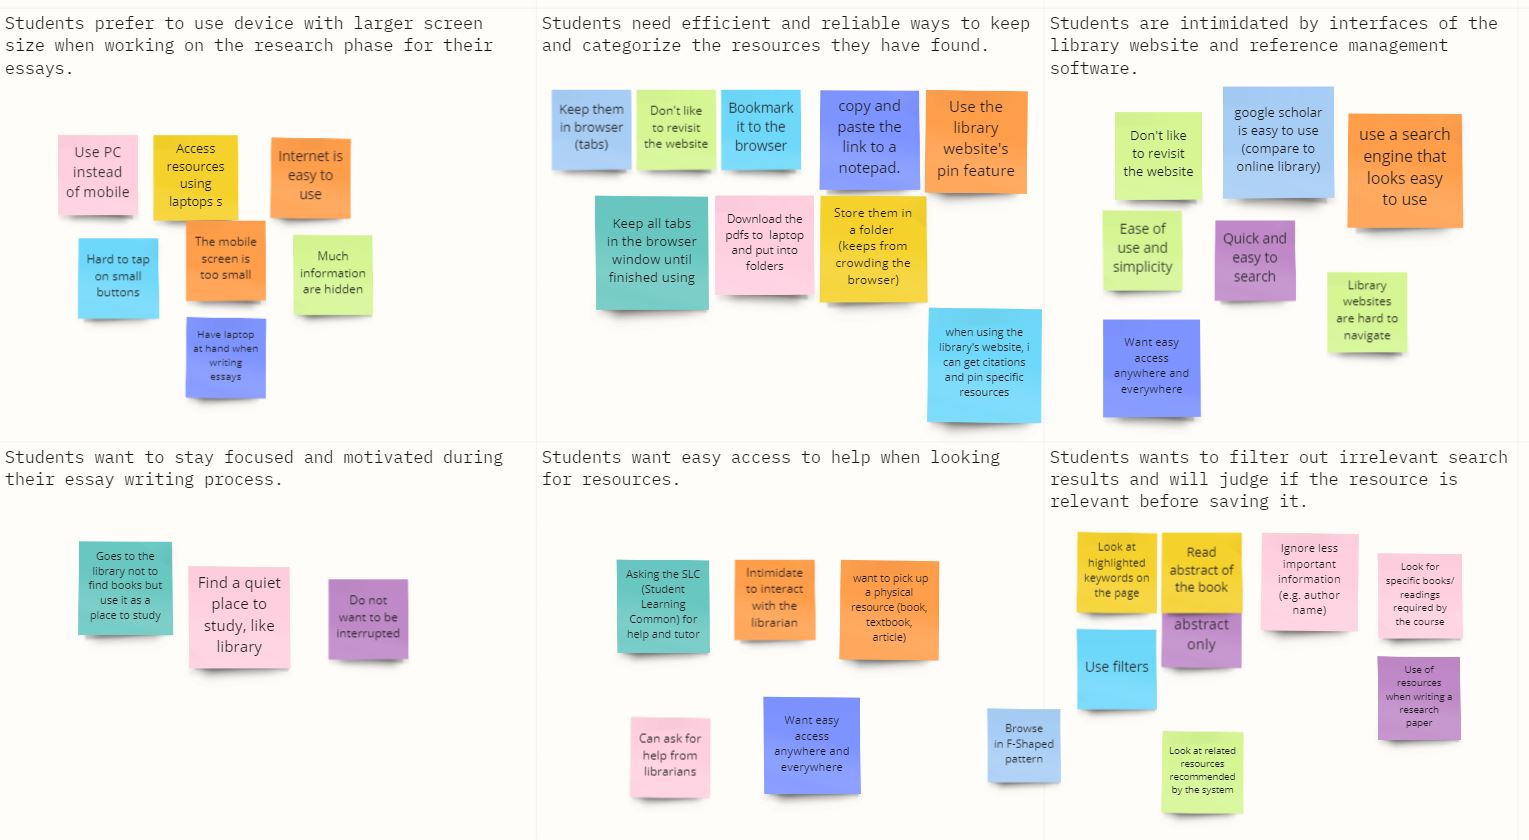 Students prefer to use device with larger screen
size when working on the research phase for their
essays.
Use PC
instead
of mobile
Access
resources
using
laptops s
Internet is
easy to
use
Hard to tap
on small
buttons
The mobile
screen is
too small
Much
information
are hidden
Have laptop
at hand when
writing
essays
Students need efficient and reliable ways to keep
and categorize the resources they have found.
Keep them
in browser
(tabs)
Don't like
to revisit
the website
Bookmark
it to the
browser
copy and
paste the
link to a
notepad.
Use the
library
website's
pin feature
Keep all tabs
in the browser
window until
finished using
Download the
pdfs to laptop
and put into
folders
Store them in
a folder
(keeps from
crowding the
browser)
when using the
library's website, i
can get citations
and pin specific
resources
Students are intimidated by interfaces of the
library website and reference management
software.
Don't like
to revisit
the website
google scholar
is easy to use
(compare to
online library)
use a search
engine that
looks easy
to use
Ease of
use and
simplicity
Quick and
easy to
search
Library
websites
are hard to
navigate
Want easy
access
anywhere and
everywhere
Students want to stay focused and motivated during
their essay writing process.
Goes to the
library not to
find books but
use it as a
place to study
Find a quiet
place to
study, like
library
Do not
want to be
interrupted
Students want easy access to help when looking
for resources.
Asking the SLC
(Student
Learning
Common) for
help and tutor
Intimidate
to interact
with the
librarian
want to pick up
a physical
resource (book,
textbook,
article)
Can ask for
help from
librarians
Want easy
access
anywhere and
everywhere
Browse
in F-Shaped
pattern
Students wants to filter out irrelevant search
results and will judge if the resource is
relevant before saving it.
Look at
highlighted
keywords on
the page
Read
abstract of
the book
abstract
only
Ignore less
important
information
(e.g. author
name)
Look for
specific books/
readings
required by
the course
Use filters
Use of
resources
when writing a
research
paper
Look at related
resources
recommended
by the system